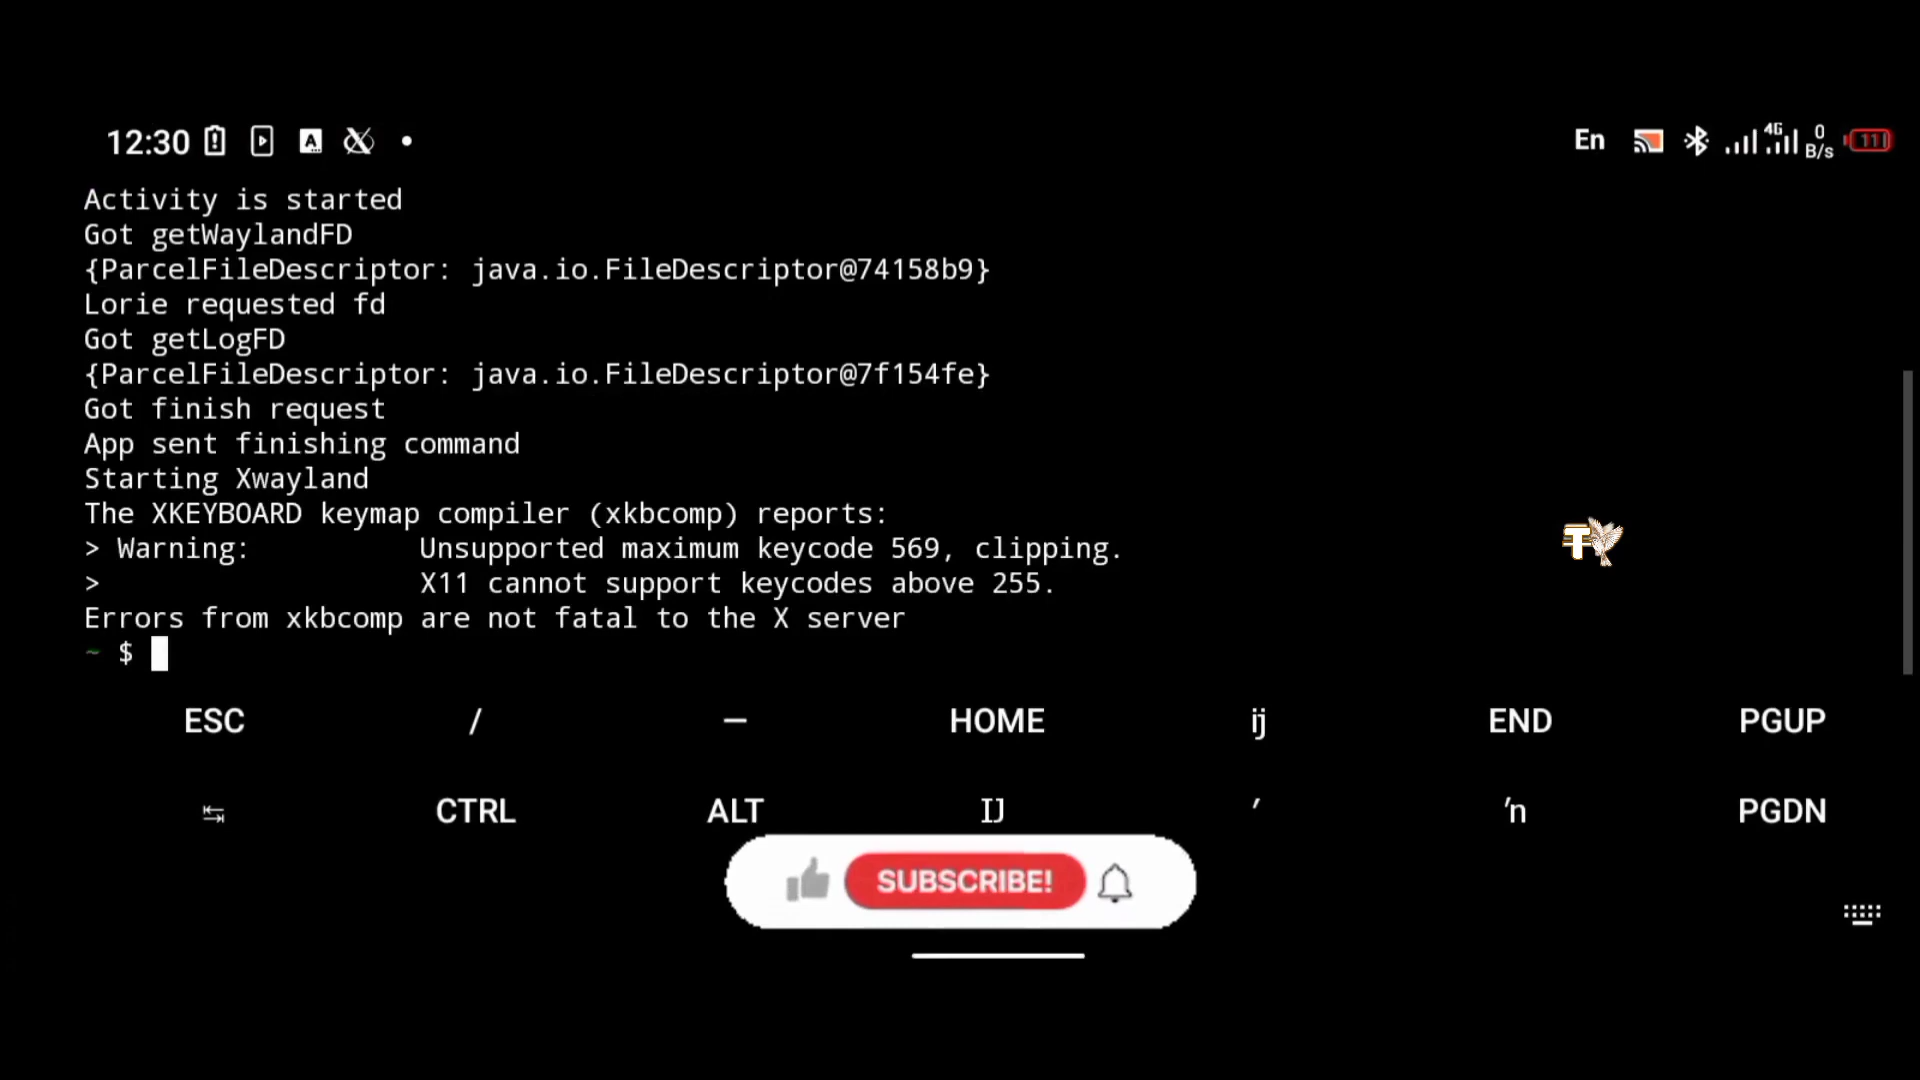 12:30 A En 4G 0 B/s 11
Activity is started
Got getWaylandFD
{ParcelFileDescriptor: java.io.FileDescriptor@74158b9}
Lorie requested fd
Got getLogFD
{ParcelFileDescriptor: java.io.FileDescriptor@7f154fe}
Got finish request
App sent finishing command
Starting Xwayland
The XKEYBOARD keymap compiler (xkbcomp) reports:
> Warning:          Unsupported maximum keycode 569, clipping.
>                   X11 cannot support keycodes above 255.
Errors from xkbcomp are not fatal to the X server
~ $
T
ESC / — HOME ĳ END PGUP
↹ CTRL ALT Ĳ ′ ŉ PGDN
SUBSCRIBE!